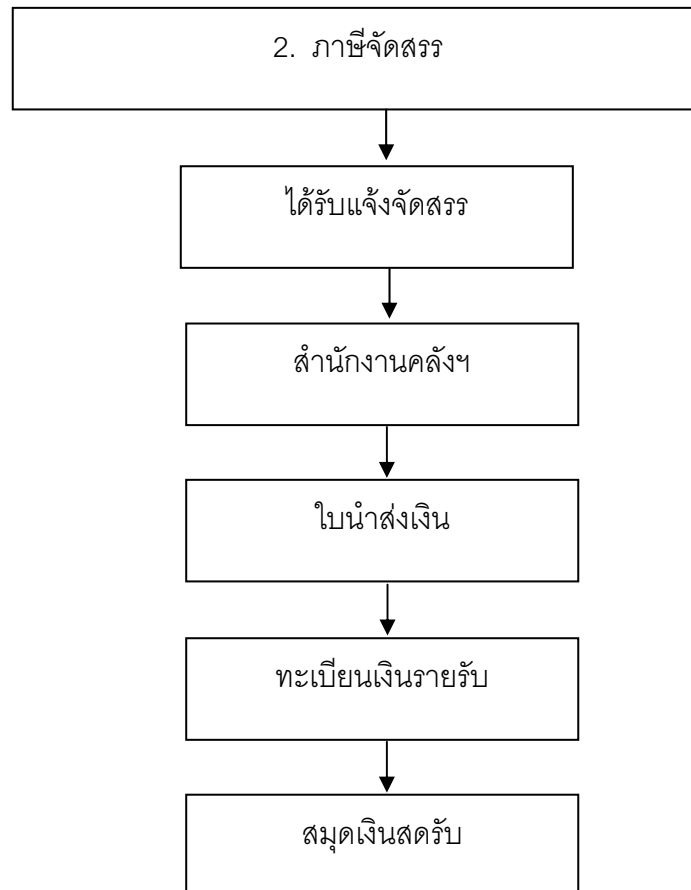 2. ภาษีจัดสรร
ได้รับแจ้งจัดสรร
สำนักงานคลังฯ
ใบนำส่งเงิน
ทะเบียนเงินรายรับ
สมุดเงินสดรับ